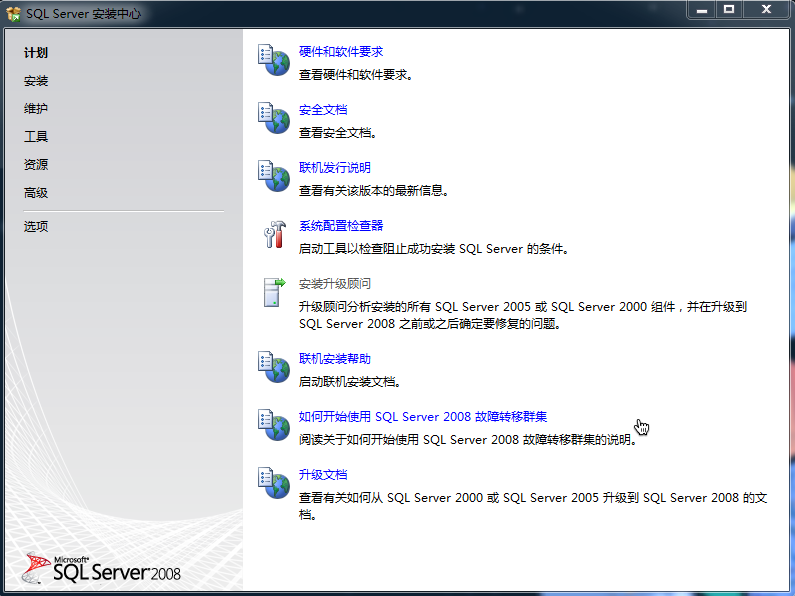 SQL Server 安装中心
计划
安装
维护
工具
资源
高级
选项
硬件和软件要求
查看硬件和软件要求。
安全文档
查看安全文档。
联机发行说明
查看有关该版本的最新信息。
系统配置检查器
启动工具以检查阻止成功安装 SQL Server 的条件。
安装升级顾问
升级顾问分析安装的所有 SQL Server 2005 或 SQL Server 2000 组件，并在升级到
SQL Server 2008 之前或之后确定要修复的问题。
联机安装帮助
启动联机安装文档。
如何开始使用 SQL Server 2008 故障转移群集
阅读关于如何开始使用 SQL Server 2008 故障转移群集的说明。
升级文档
查看有关如何从 SQL Server 2000 或 SQL Server 2005 升级到 SQL Server 2008 的文
档。
Microsoft®
SQL Server 2008